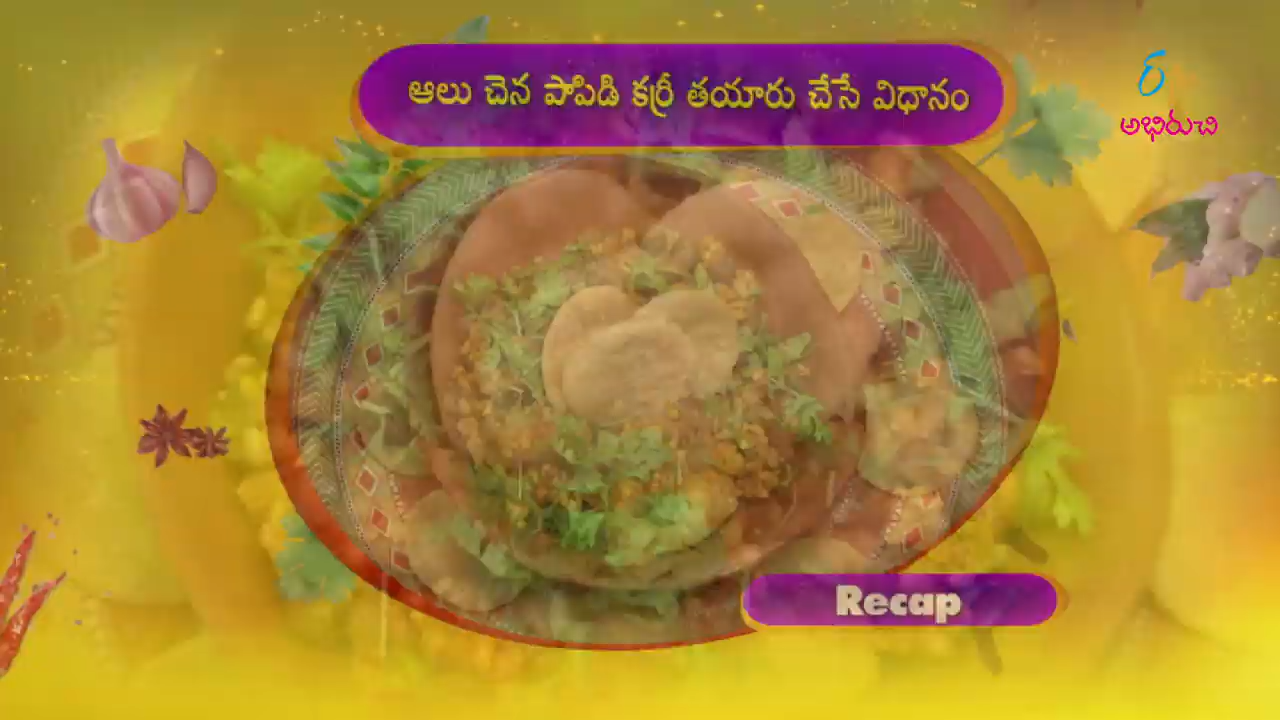 ఆలు చెన పాపిడి కర్రీ తయారు చేసే విధానం
అభిరుచి
Recap